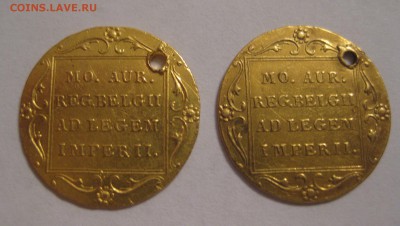 COINS.LAVE.RU
MO. AUR.
REG.BELGII
AD LEGEM
IMPERII.
MO. AUR.
REG.BELGII
AD LEGEM
IMPERII.